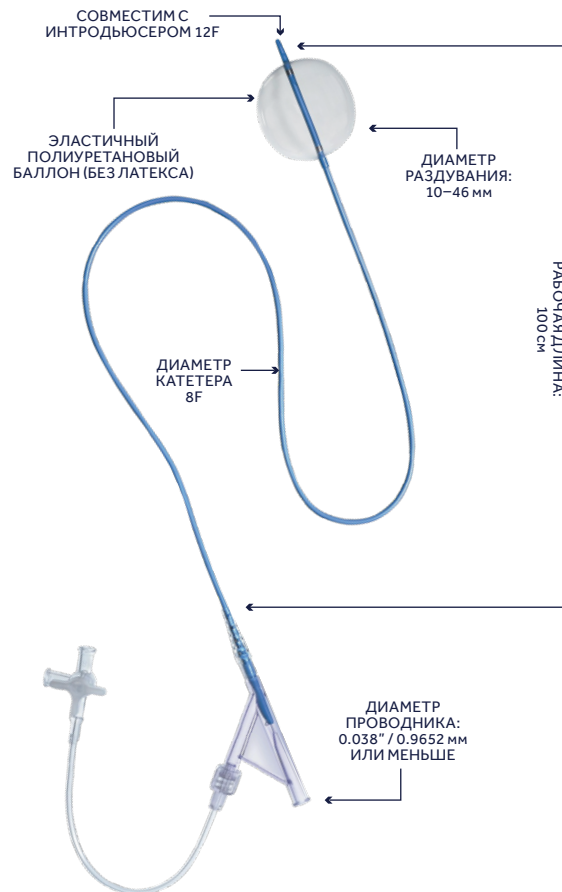 СОВМЕСТИМ С
ИНТРОДЬЮСЕРОМ 12F
ЭЛАСТИЧНЫЙ
ПОЛИУРЕТАНОВЫЙ
БАЛЛОН (БЕЗ ЛАТЕКСА)
ДИАМЕТР
РАЗДУВАНИЯ:
10–46 мм
РАБОЧАЯ ДЛИНА:
100 см
ДИАМЕТР
КАТЕТЕРА
8F
ДИАМЕТР
ПРОВОДНИКА:
0.038" / 0.9652 мм
ИЛИ МЕНЬШЕ